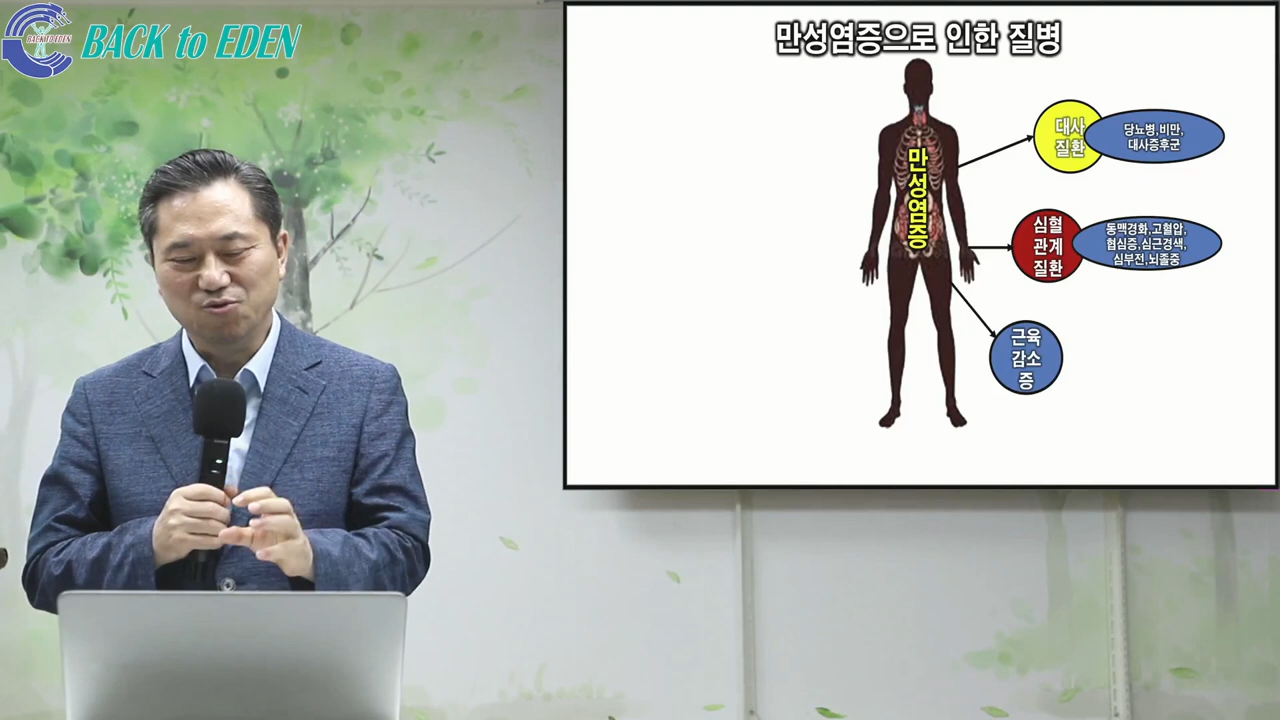 BACK TO EDEN
BACK to EDEN
만성염증으로 인한 질병
만
성
염
증
대사
질환
당뇨병,비만,
대사증후군
심혈
관계
질환
동맥경화,고혈압,
협심증,심근경색,
심부전,뇌졸중
근육
감소
증